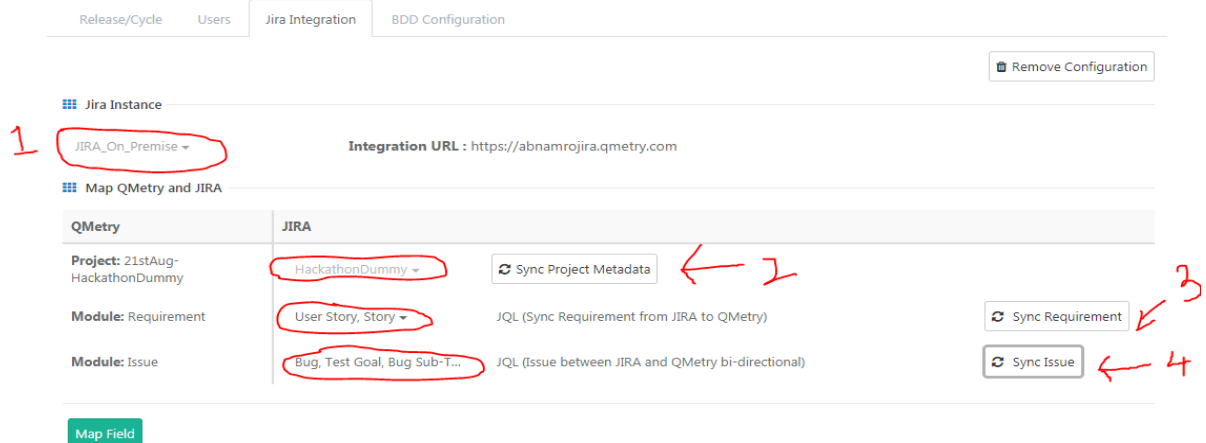 Release/Cycle Users Jira Integration BDD Configuration
Remove Configuration
Jira Instance
1 JIRA_On_Premise Integration URL : https://abnamrojira.qmetry.com
Map QMetry and JIRA
QMetry JIRA
Project: 21stAug-
HackathonDummy HackathonDummy Sync Project Metadata 2
3
Module: Requirement User Story, Story JQL (Sync Requirement from JIRA to QMetry) Sync Requirement
Module: Issue Bug, Test Goal, Bug Sub-T... JQL (Issue between JIRA and QMetry bi-directional) Sync Issue 4
Map Field